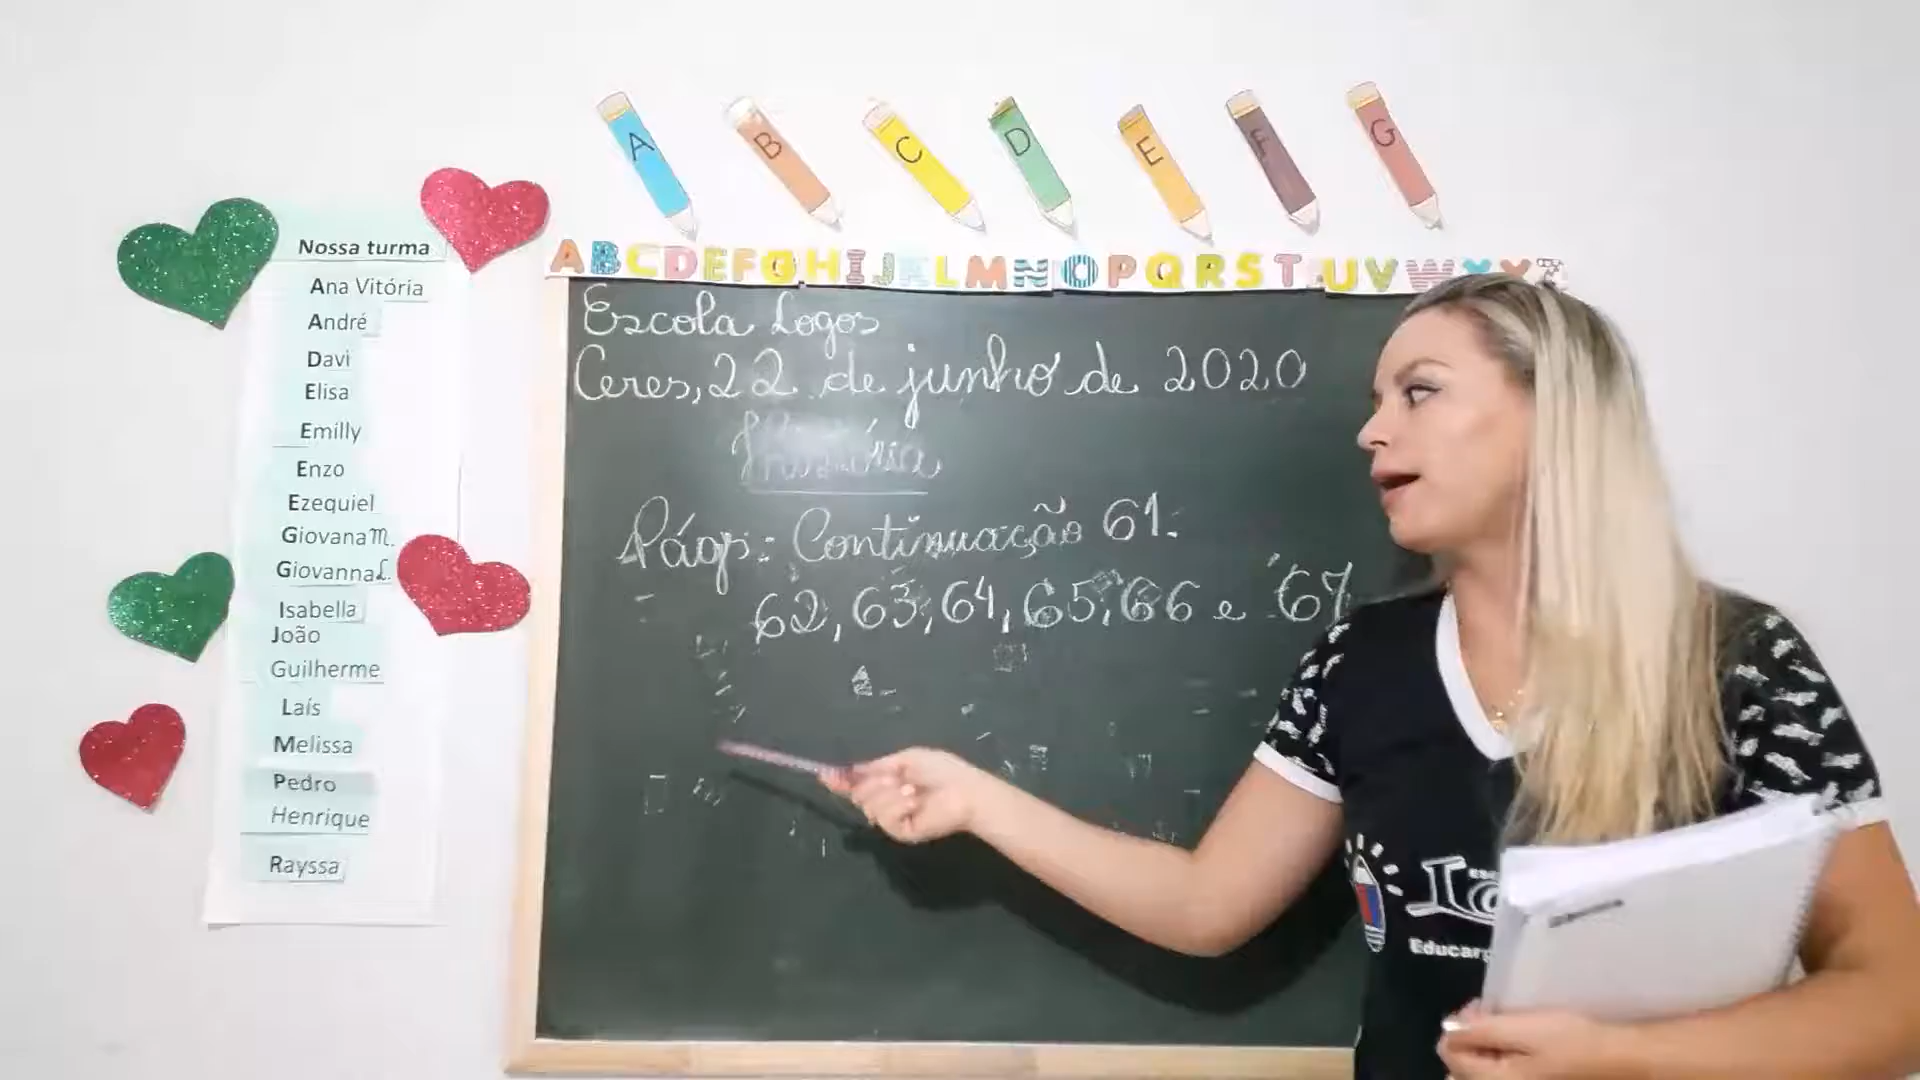 A B C D E F G
ABCDEFGHIJKLMNOPQRSTUVWXYZ
Nossa turma
Ana Vitória
André
Davi
Elisa
Emilly
Enzo
Ezequiel
Giovana M.
Giovanna L.
Isabella
João
Guilherme
Laís
Melissa
Pedro
Henrique
Rayssa
Escola Logos
Ceres, 22 de junho de 2020
História
Págs: Continuação 61.
62, 63, 64, 65, 66 e 67